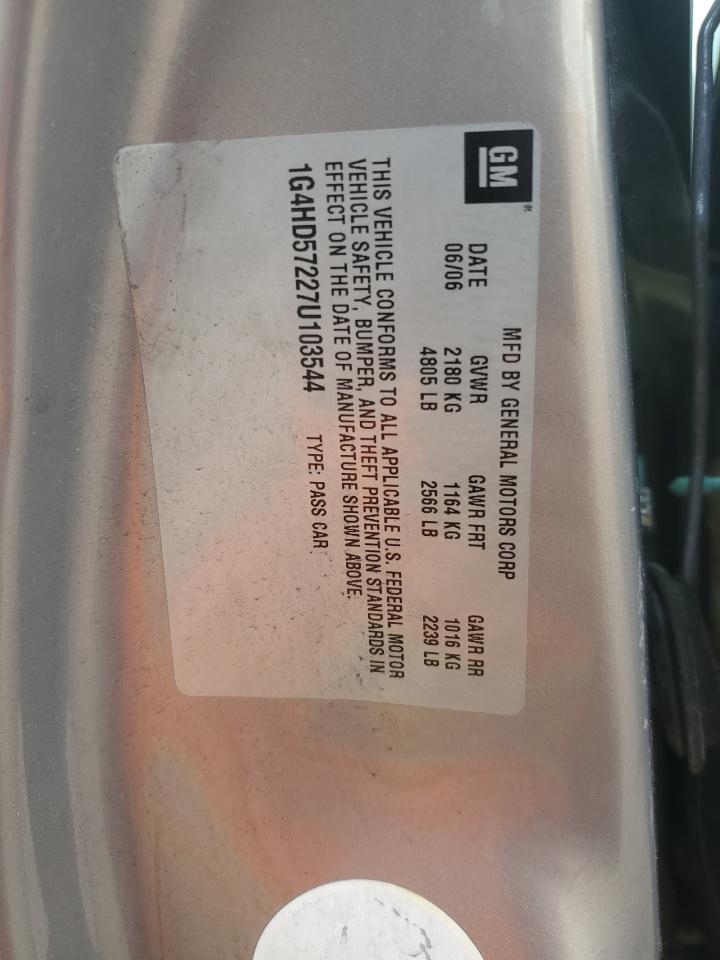 GM®
MFD BY GENERAL MOTORS CORP
DATE GVWR GAWR FRT GAWR RR
06/06 2180 KG 1164 KG 1016 KG
4805 LB 2566 LB 2239 LB
THIS VEHICLE CONFORMS TO ALL APPLICABLE U.S. FEDERAL MOTOR
VEHICLE SAFETY, BUMPER, AND THEFT PREVENTION STANDARDS IN
EFFECT ON THE DATE OF MANUFACTURE SHOWN ABOVE.
1G4HD57227U103544 TYPE: PASS CAR